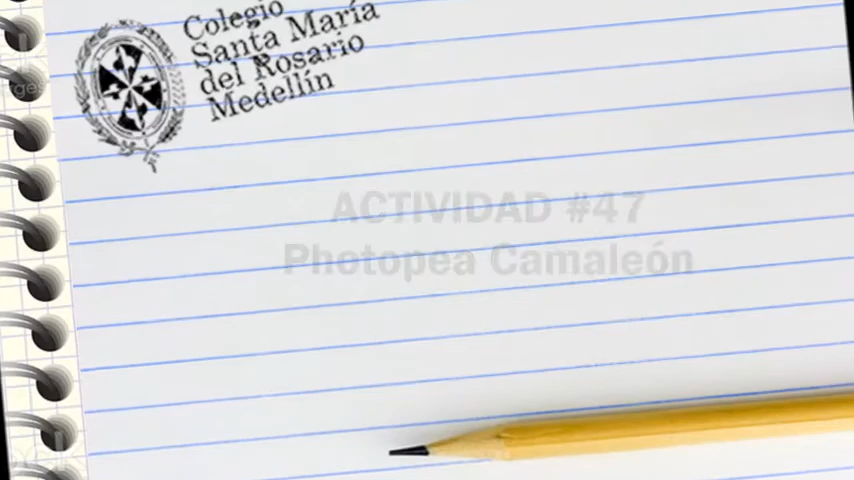 Colegio
Santa María
del Rosario
Medellín
ACTIVIDAD #47
Photopea Camaleón